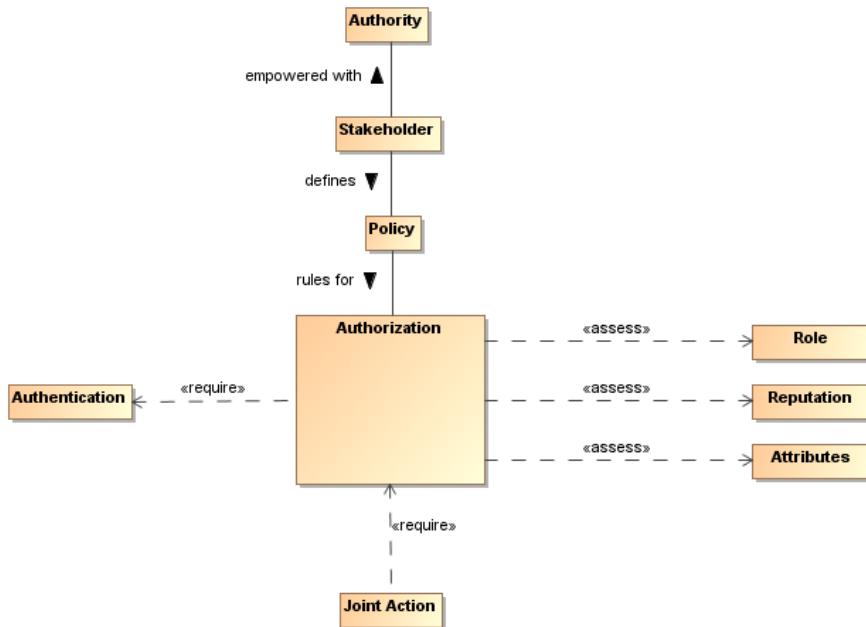 Authority
empowered with
Stakeholder
defines
Policy
rules for
Authorization
«assess»
Role
«require»
Authentication
«assess»
Reputation
«assess»
Attributes
«require»
Joint Action